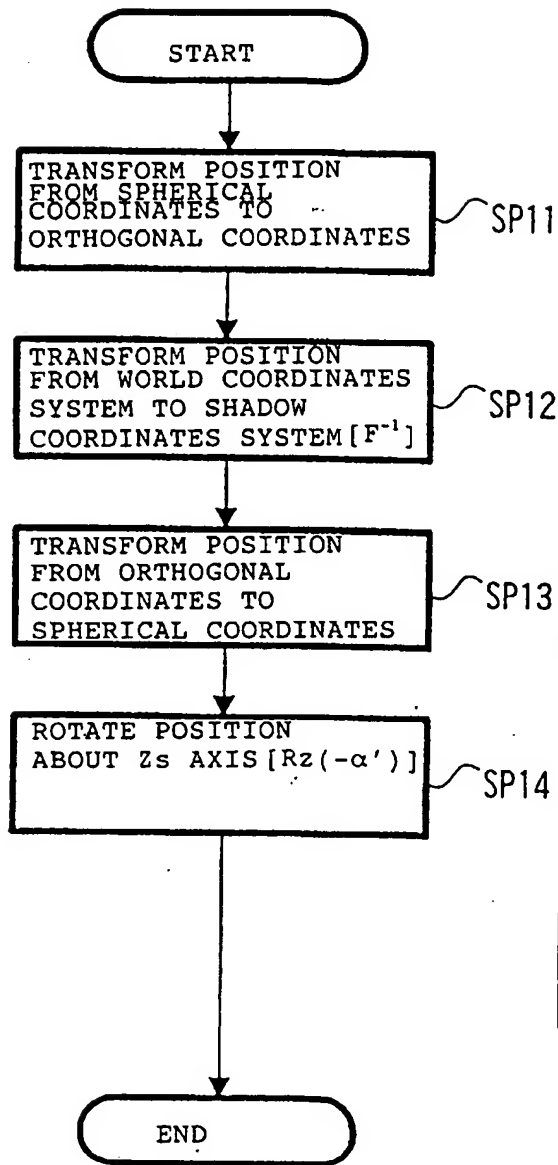 START
TRANSFORM POSITION
FROM SPHERICAL
COORDINATES TO
ORTHOGONAL COORDINATES
SP11
TRANSFORM POSITION
FROM WORLD COORDINATES
SYSTEM TO SHADOW
COORDINATES SYSTEM[F⁻¹]
SP12
TRANSFORM POSITION
FROM ORTHOGONAL
COORDINATES TO
SPHERICAL COORDINATES
SP13
ROTATE POSITION
ABOUT Zs AXIS[Rz(-α')]
SP14
END